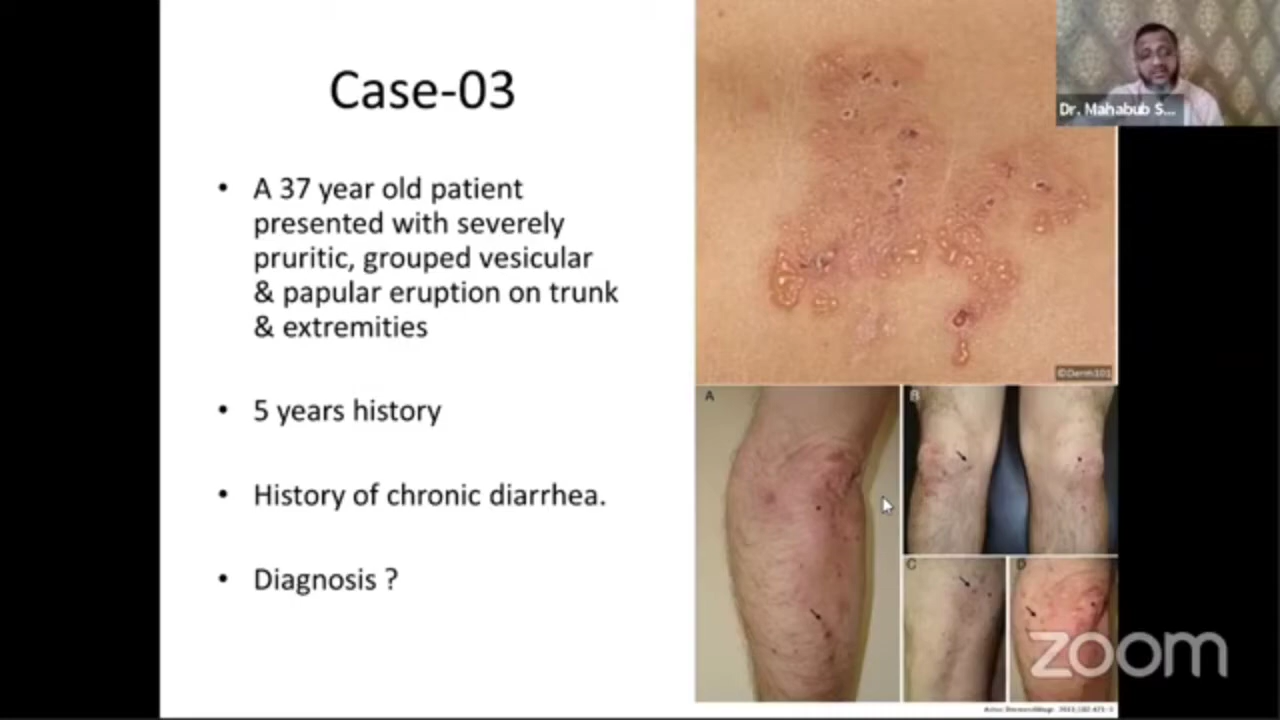 Case-03
• A 37 year old patient
presented with severely
pruritic, grouped vesicular
& papular eruption on trunk
& extremities
• 5 years history
• History of chronic diarrhea.
• Diagnosis ?
Dr. Mahabub S...
©Derm101
A
B
C
D
zoom